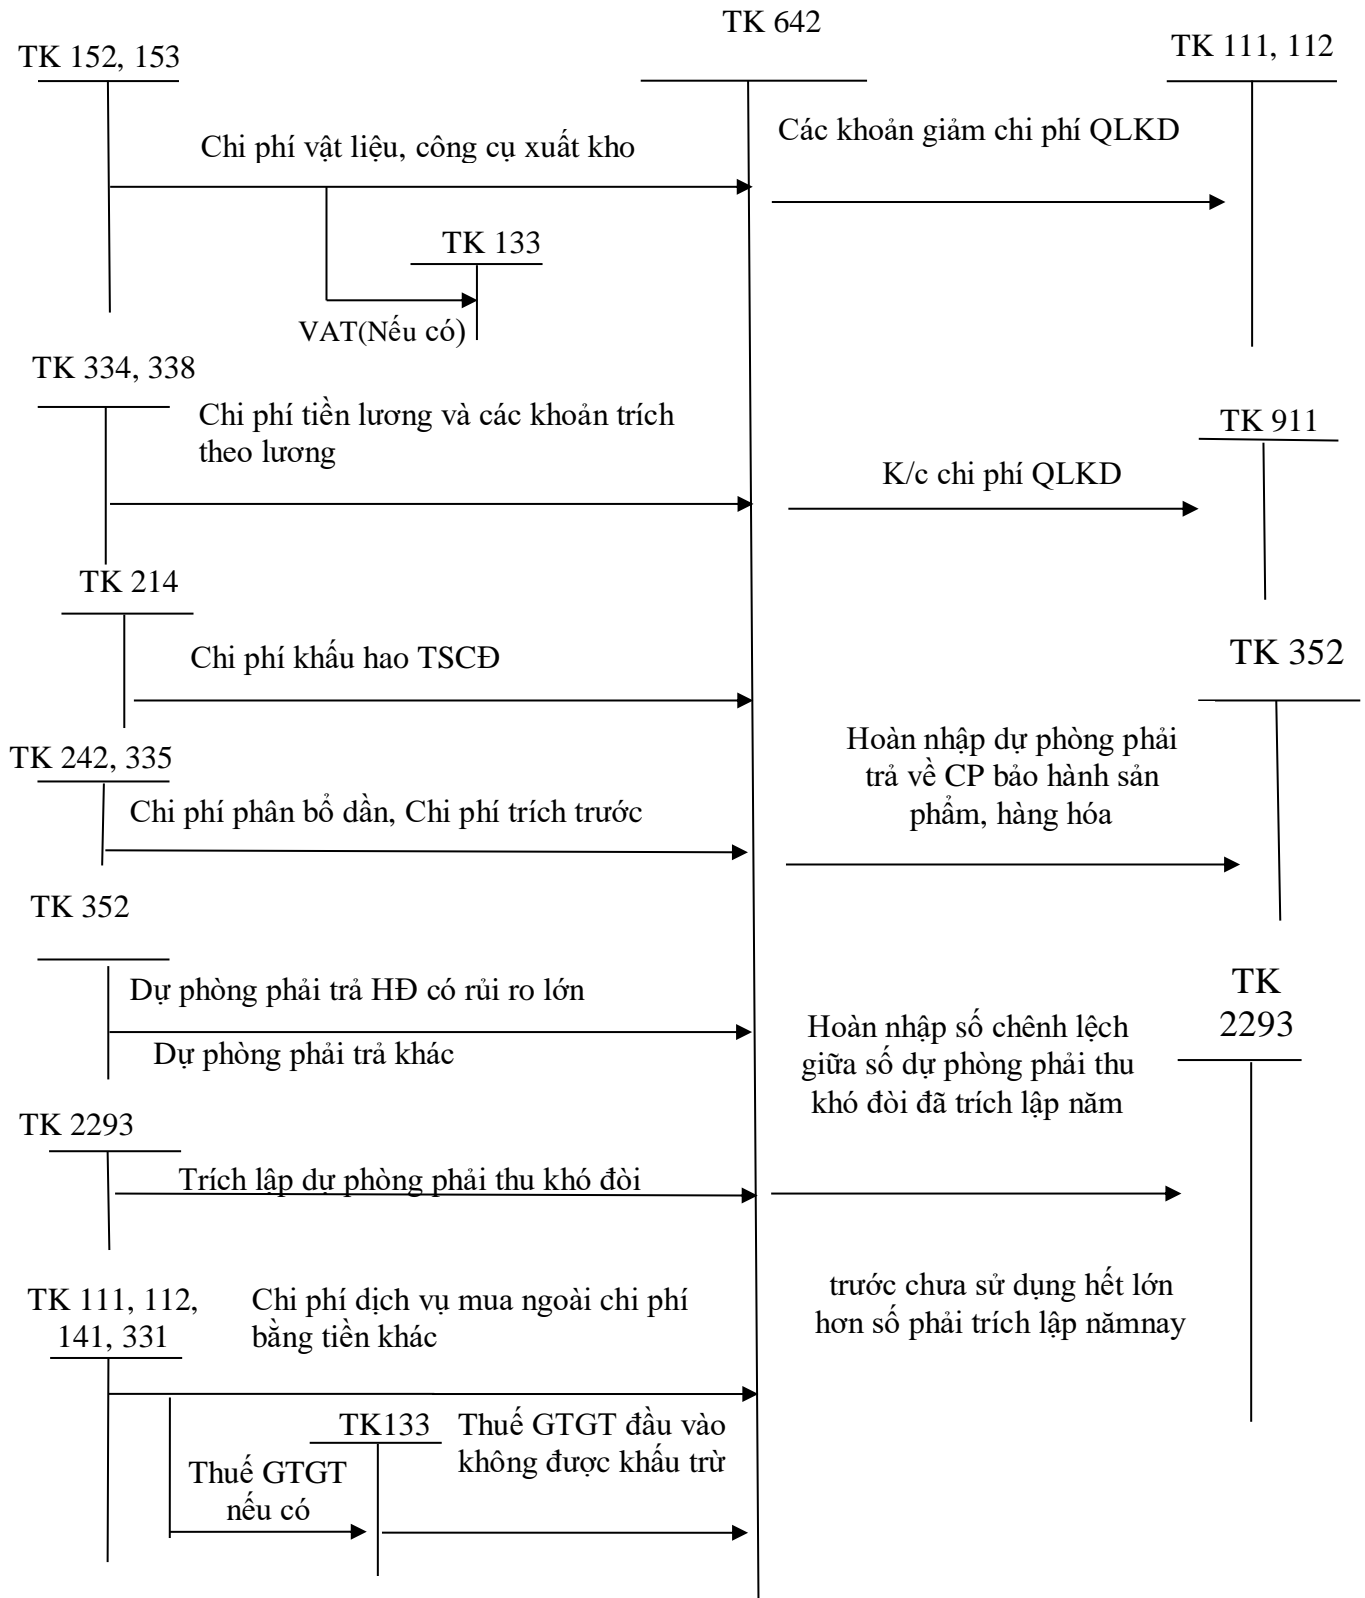 TK 642
TK 152, 153
TK 111, 112
Chi phí vật liệu, công cụ xuất kho
Các khoản giảm chi phí QLKD
TK 133
VAT(Nếu có)
TK 334, 338
Chi phí tiền lương và các khoản trích
theo lương
TK 911
K/c chi phí QLKD
TK 214
Chi phí khấu hao TSCĐ
TK 352
TK 242, 335
Chi phí phân bổ dần, Chi phí trích trước
Hoàn nhập dự phòng phải
trả về CP bảo hành sản
phẩm, hàng hóa
TK 352
Dự phòng phải trả HĐ có rủi ro lớn
Dự phòng phải trả khác
TK
2293
Hoàn nhập số chênh lệch
giữa số dự phòng phải thu
khó đòi đã trích lập năm
TK 2293
Trích lập dự phòng phải thu khó đòi
TK 111, 112,
141, 331
Chi phí dịch vụ mua ngoài chi phí
bằng tiền khác
trước chưa sử dụng hết lớn
hơn số phải trích lập nămnay
TK133
Thuế GTGT đầu vào
không được khấu trừ
Thuế GTGT
nếu có